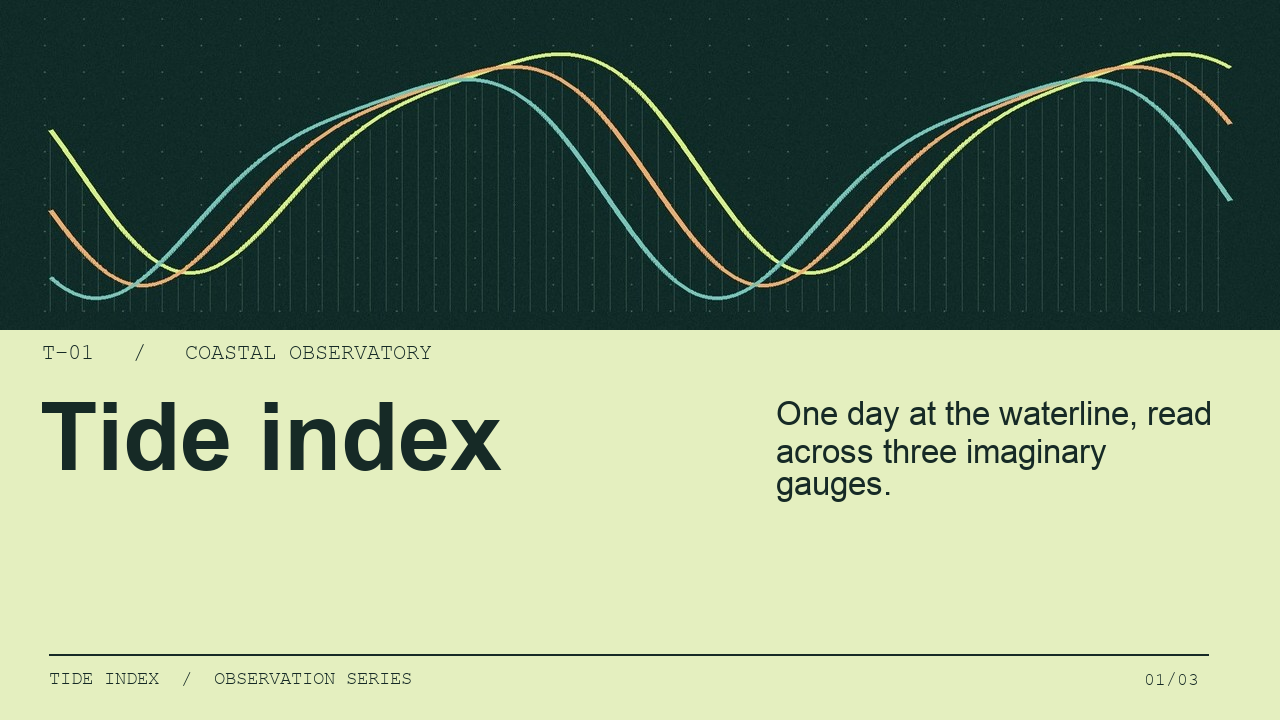 T-01 / COASTAL OBSERVATORY
Tide index
One day at the waterline, read
across three imaginary
gauges.
TIDE INDEX / OBSERVATION SERIES
01/03